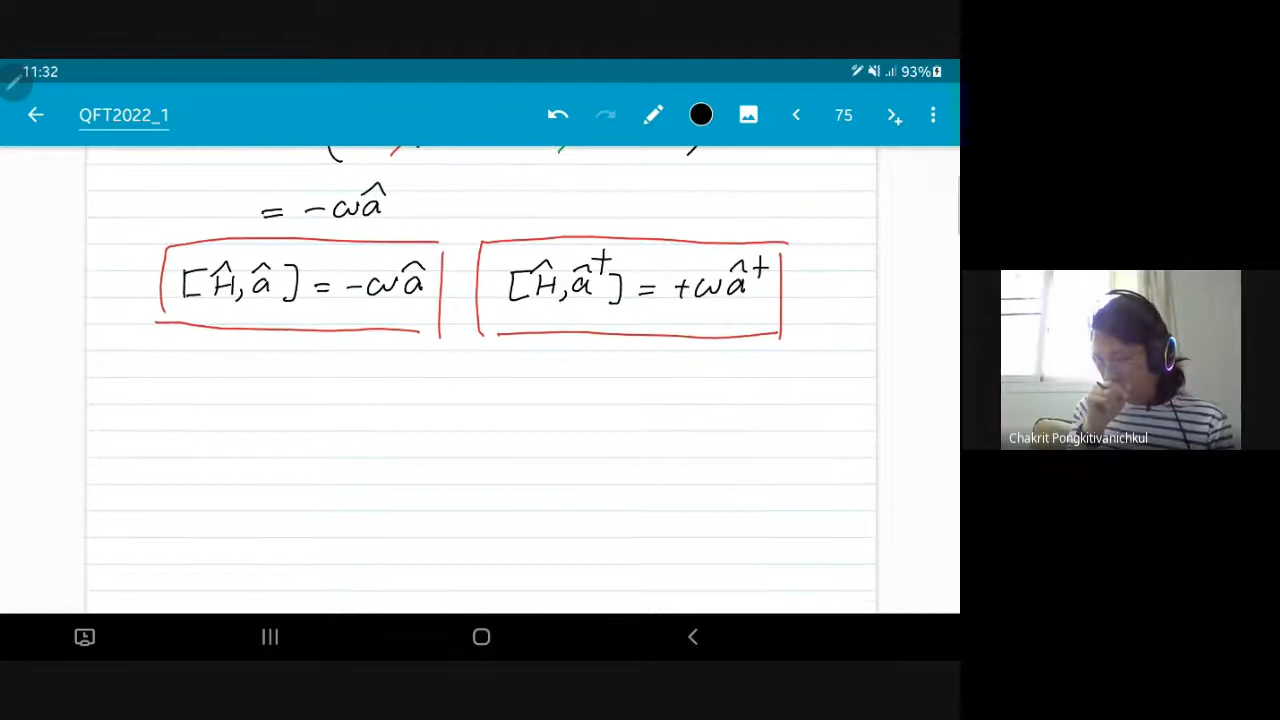 11:32
93%
QFT2022_1
75
= -ωâ
[Ĥ, â] = -ωâ [Ĥ, â†] = +ωâ†
Chakrit Pongkitivanichkul